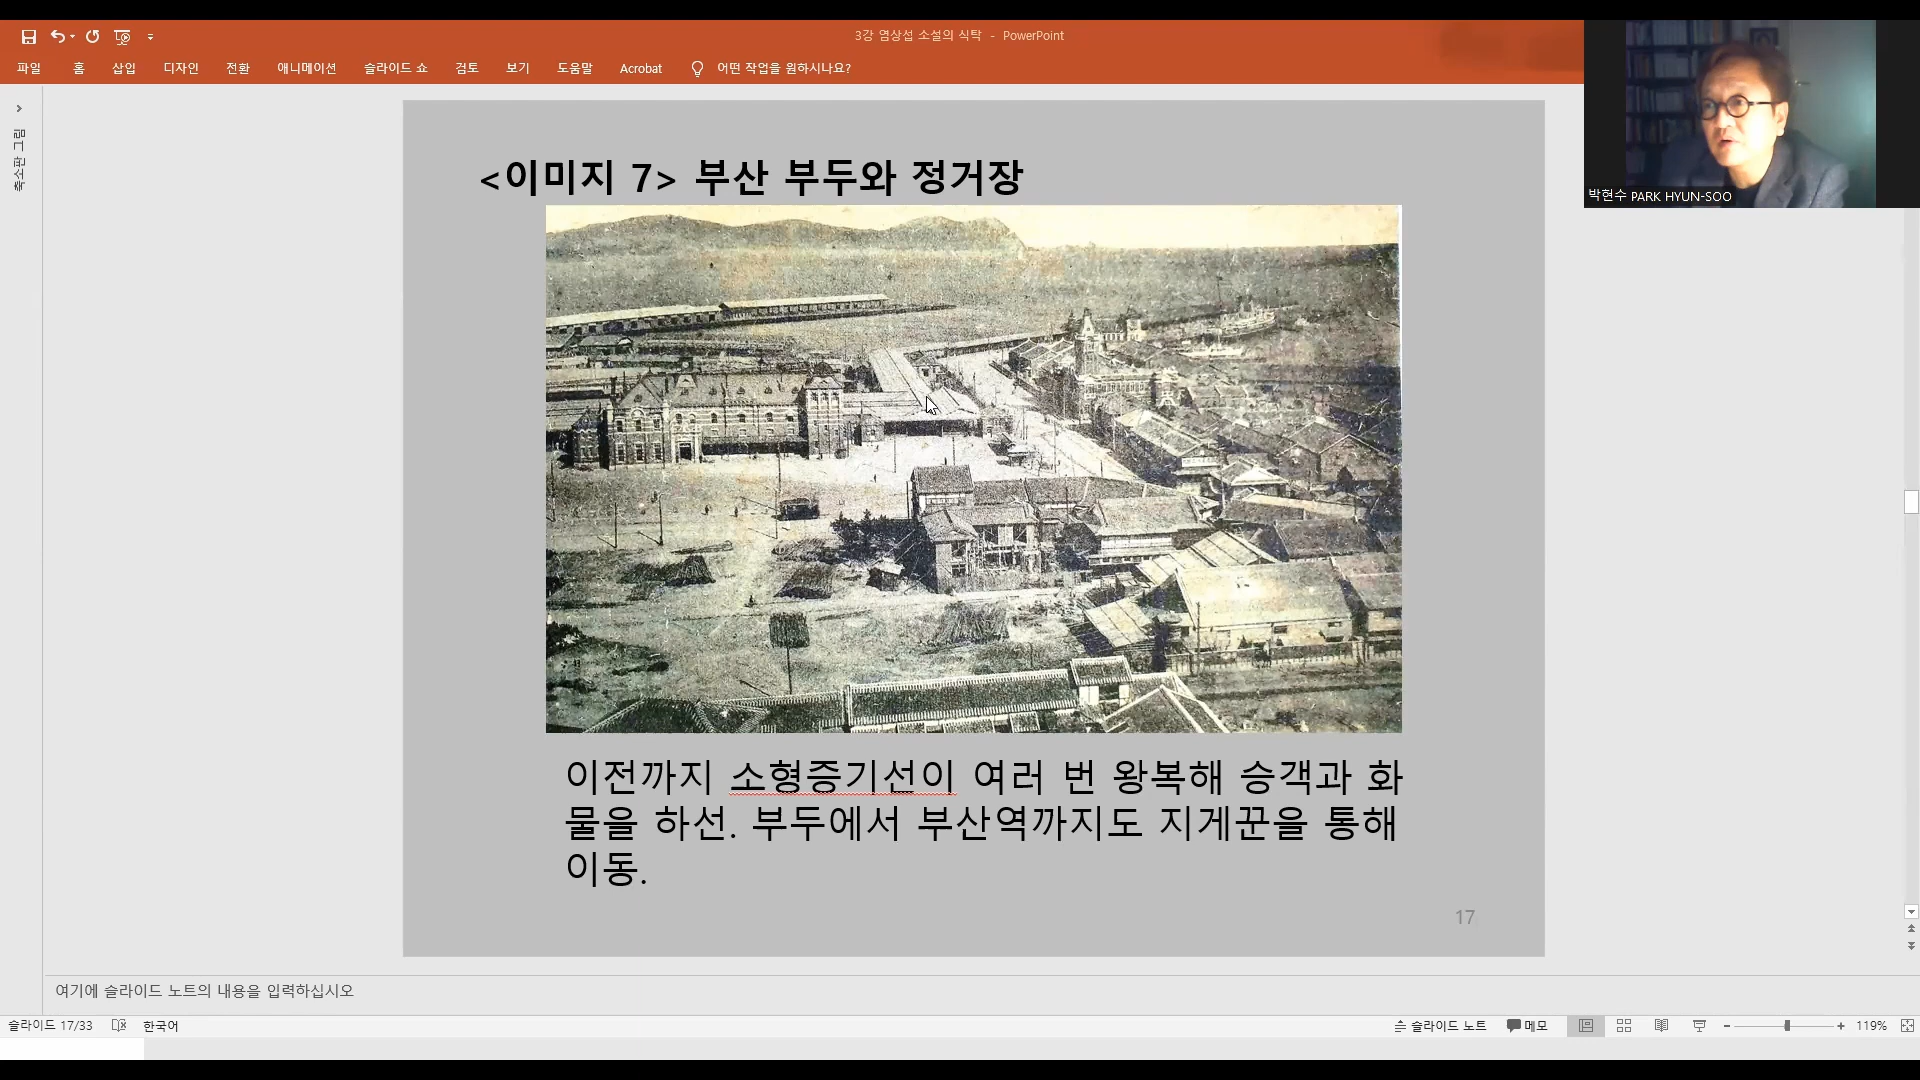 3강 염상섭 소설의 식탁 - PowerPoint
파일 홈 삽입 디자인 전환 애니메이션 슬라이드 쇼 검토 보기 도움말 Acrobat 어떤 작업을 원하시나요?
박현수 PARK HYUN-SOO
축소판 그림
<이미지 7> 부산 부두와 정거장
이전까지 소형증기선이 여러 번 왕복해 승객과 화
물을 하선. 부두에서 부산역까지도 지게꾼을 통해
이동.
17
여기에 슬라이드 노트의 내용을 입력하십시오
슬라이드 17/33 한국어 슬라이드 노트 메모 119%